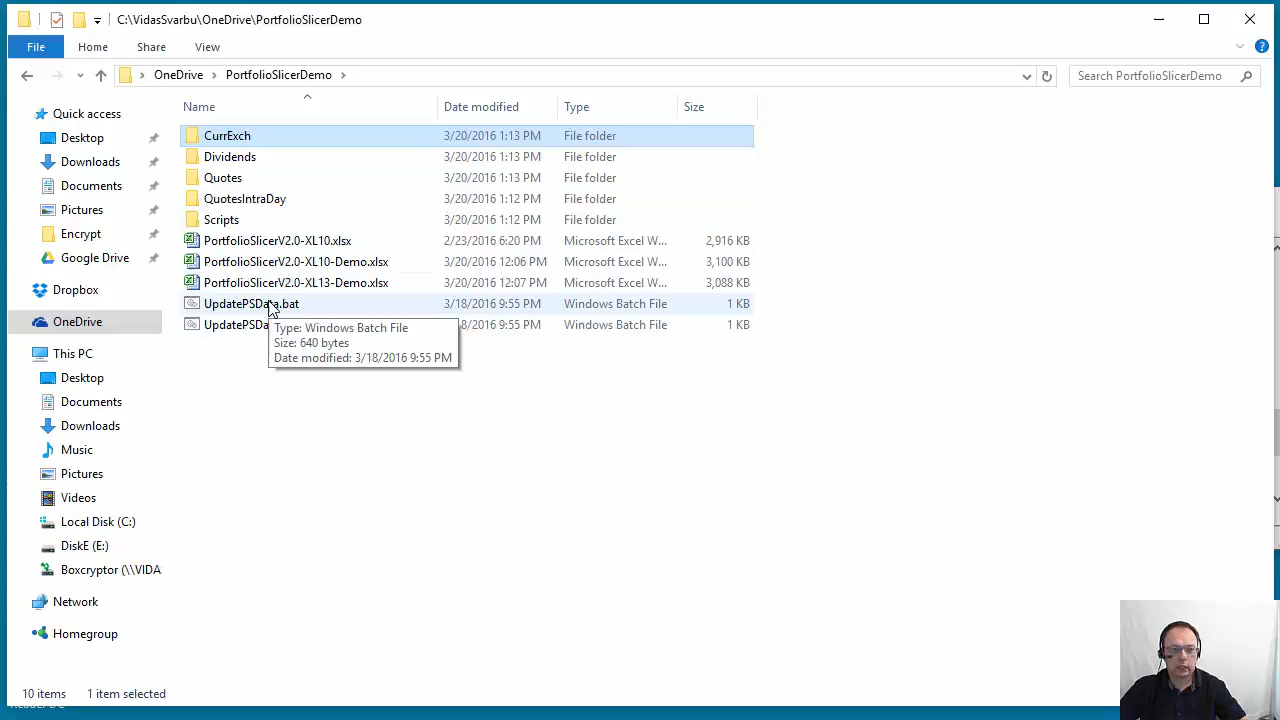 C:\VidasSvarbu\OneDrive\PortfolioSlicerDemo
File Home Share View
OneDrive PortfolioSlicerDemo Search PortfolioSlicerDemo
Name Date modified Type Size
Quick access
Desktop
Downloads
Documents
Pictures
Encrypt
Google Drive
Dropbox
OneDrive
This PC
Desktop
Documents
Downloads
Music
Pictures
Videos
Local Disk (C:)
DiskE (E:)
Boxcryptor (\\VIDA
Network
Homegroup
CurrExch 3/20/2016 1:13 PM File folder
Dividends 3/20/2016 1:13 PM File folder
Quotes 3/20/2016 1:13 PM File folder
QuotesIntraDay 3/20/2016 1:12 PM File folder
Scripts 3/20/2016 1:12 PM File folder
PortfolioSlicerV2.0-XL10.xlsx 2/23/2016 6:20 PM Microsoft Excel W... 2,916 KB
PortfolioSlicerV2.0-XL10-Demo.xlsx 3/20/2016 12:06 PM Microsoft Excel W... 3,100 KB
PortfolioSlicerV2.0-XL13-Demo.xlsx 3/20/2016 12:07 PM Microsoft Excel W... 3,088 KB
UpdatePSData.bat 3/18/2016 9:55 PM Windows Batch File 1 KB
UpdatePSDa 8/2016 9:55 PM Windows Batch File 1 KB
Type: Windows Batch File
Size: 640 bytes
Date modified: 3/18/2016 9:55 PM
10 items 1 item selected